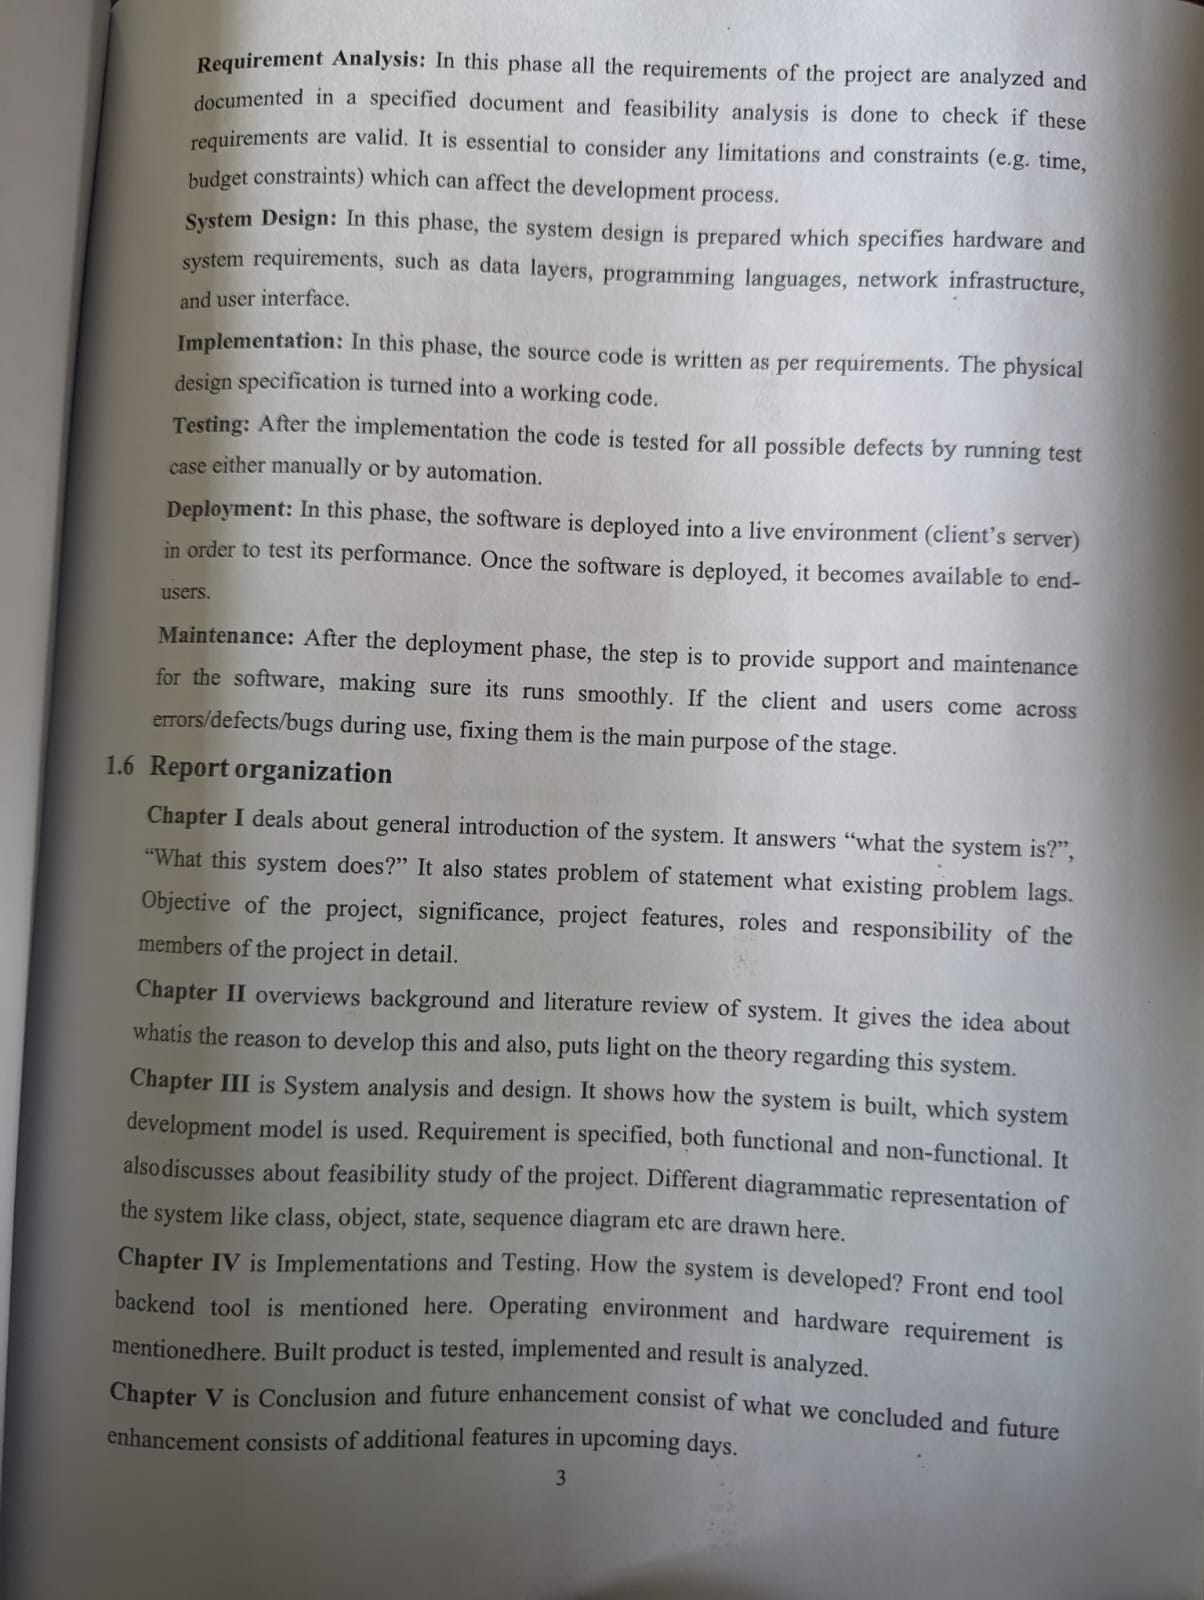 Requirement Analysis: In this phase all the requirements of the project are analyzed and
documented in a specified document and feasibility analysis is done to check if these
requirements are valid. It is essential to consider any limitations and constraints (e.g. time,
budget constraints) which can affect the development process.
System Design: In this phase, the system design is prepared which specifies hardware and
system requirements, such as data layers, programming languages, network infrastructure,
and user interface.
Implementation: In this phase, the source code is written as per requirements. The physical
design specification is turned into a working code.
Testing: After the implementation the code is tested for all possible defects by running test
case either manually or by automation.
Deployment: In this phase, the software is deployed into a live environment (client's server)
in order to test its performance. Once the software is deployed, it becomes available to end-
users.
Maintenance: After the deployment phase, the step is to provide support and maintenance
for the software, making sure its runs smoothly. If the client and users come across
errors/defects/bugs during use, fixing them is the main purpose of the stage.
1.6 Report organization
Chapter I deals about general introduction of the system. It answers “what the system is?”,
“What this system does?” It also states problem of statement what existing problem lags.
Objective of the project, significance, project features, roles and responsibility of the
members of the project in detail.
Chapter II overviews background and literature review of system. It gives the idea about
whatis the reason to develop this and also, puts light on the theory regarding this system.
Chapter III is System analysis and design. It shows how the system is built, which system
development model is used. Requirement is specified, both functional and non-functional. It
alsodiscusses about feasibility study of the project. Different diagrammatic representation of
the system like class, object, state, sequence diagram etc are drawn here.
Chapter IV is Implementations and Testing. How the system is developed? Front end tool
backend tool is mentioned here. Operating environment and hardware requirement is
mentionedhere. Built product is tested, implemented and result is analyzed.
Chapter V is Conclusion and future enhancement consist of what we concluded and future
enhancement consists of additional features in upcoming days.
3